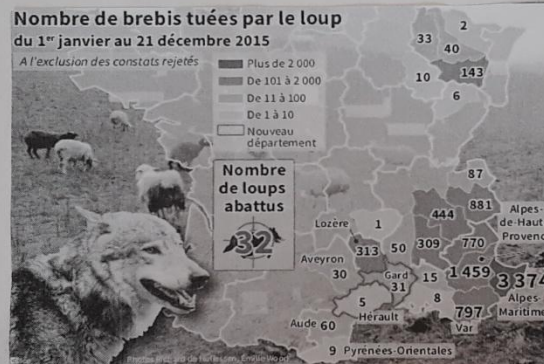 Nombre de brebis tuées par le loup
du 1er janvier au 21 décembre 2015
A l'exclusion des constats rejetés
Plus de 2 000
De 101 à 2 000
De 11 à 100
De 1 à 10
Nouveau
département
Nombre
de loups
abattus
32
2
33
40
10
143
6
87
881
444
Alpes-
de-Haut
Provenc
Lozère
1
313
50
309
770
Aveyron
30
Gard
31
15
1 459
3 374
Alpes-
Maritime
5
8
Hérault
797
Var
Aude 60
9 Pyrénées-Orientales